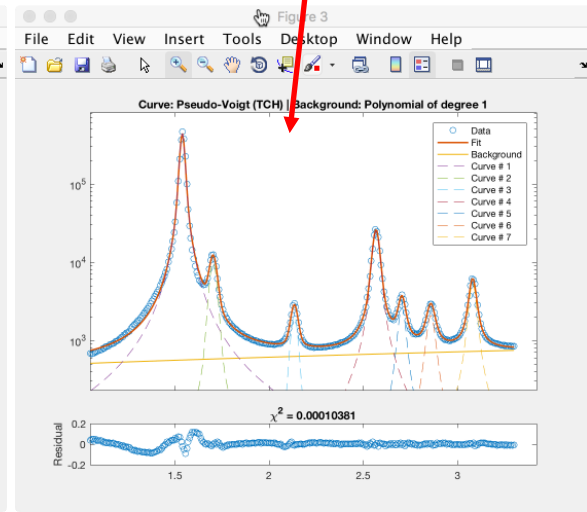 Figure 3
File Edit View Insert Tools Desktop Window Help
Curve: Pseudo-Voigt (TCH) | Background: Polynomial of degree 1
Data
Fit
Background
Curve # 1
Curve # 2
Curve # 3
Curve # 4
Curve # 5
Curve # 6
Curve # 7
10^5
10^4
10^3
χ^2 = 0.00010381
Residual
0.2
0
-0.2
1.5 2 2.5 3